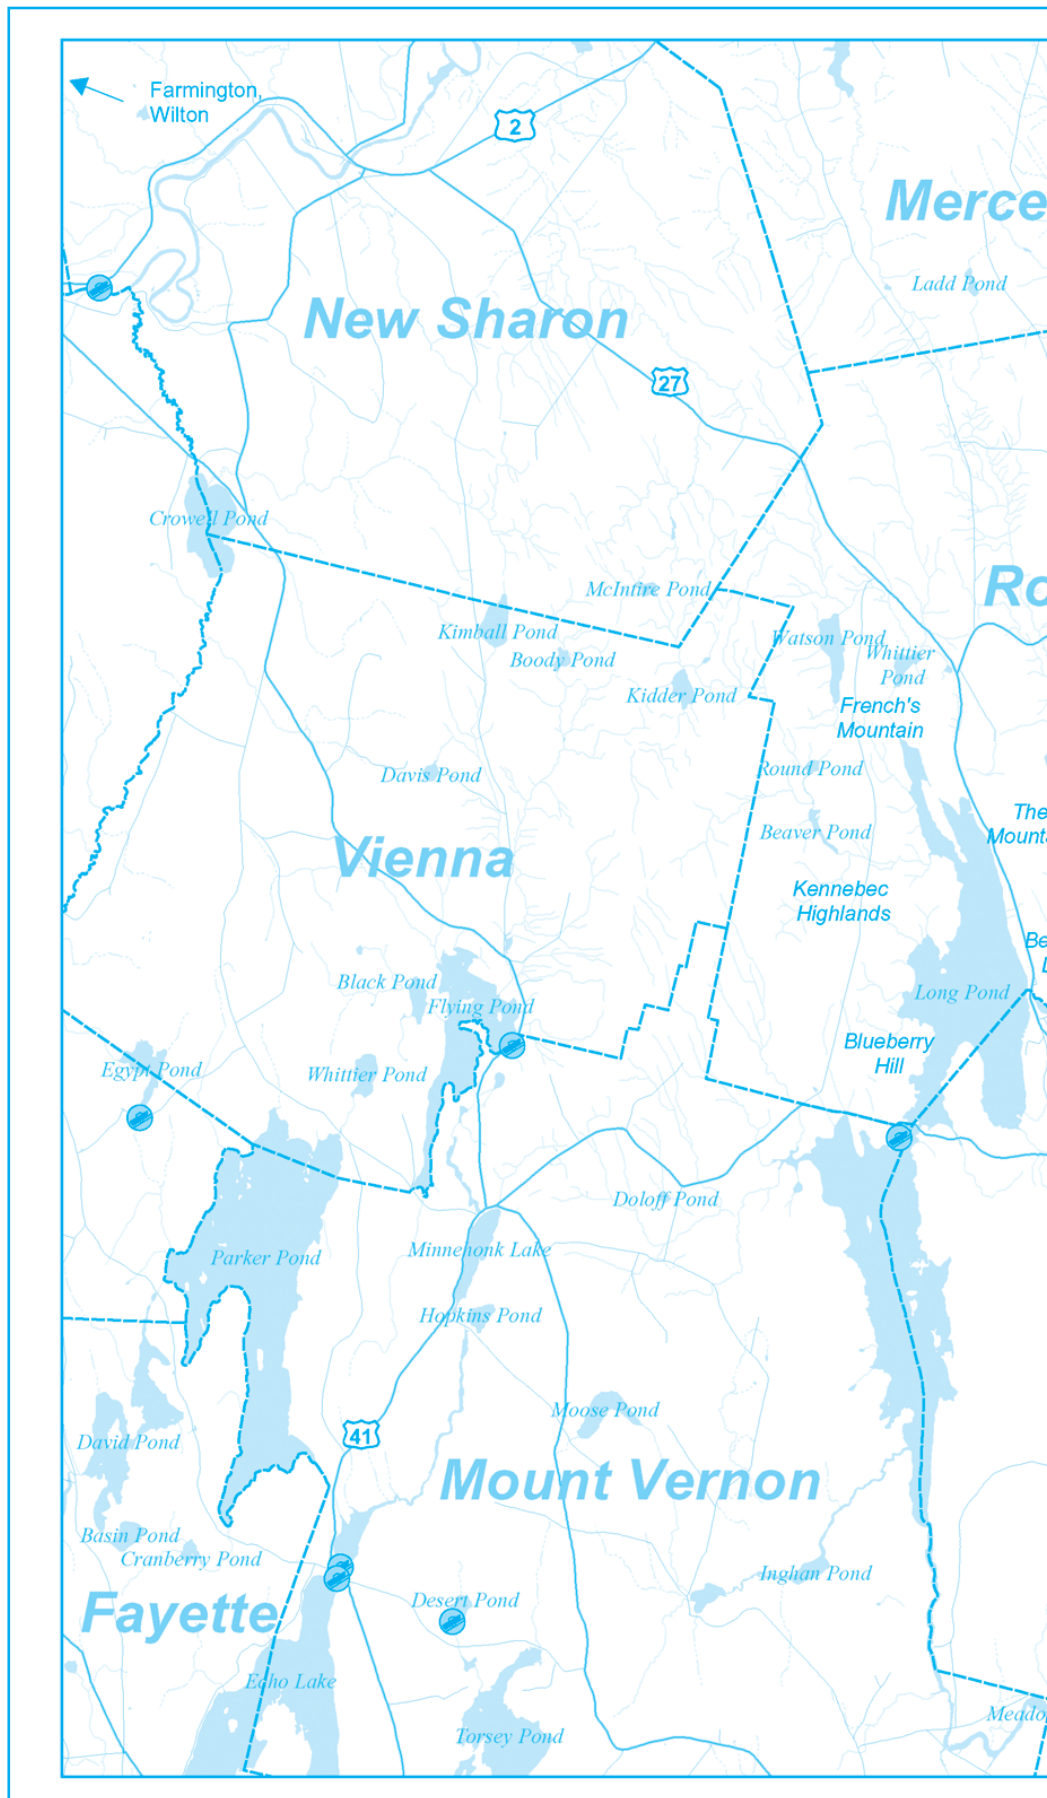 Farmington,
Wilton
2
Merce
Ladd Pond
New Sharon
27
Crowell Pond
McIntire Pond
Ro
Kimball Pond
Boody Pond
Watson Pond
Whittier
Pond
Kidder Pond
French's
Mountain
Davis Pond
Round Pond
The
Mounta
Beaver Pond
Vienna
Kennebec
Highlands
Be
L
Black Pond
Flying Pond
Long Pond
Blueberry
Hill
Egypt Pond
Whittier Pond
Doloff Pond
Parker Pond
Minnehonk Lake
Hopkins Pond
Moose Pond
41
David Pond
Mount Vernon
Basin Pond
Cranberry Pond
Inghan Pond
Fayette
Desert Pond
Echo Lake
Torsey Pond
Meado